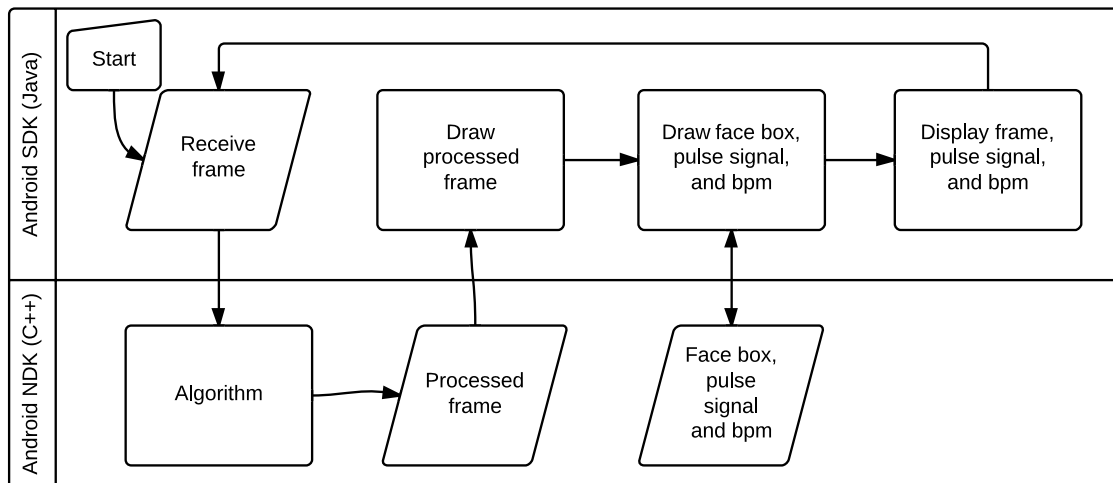 Android SDK (Java)
Start
Receive
frame
Draw
processed
frame
Draw face box,
pulse signal,
and bpm
Display frame,
pulse signal,
and bpm
Android NDK (C++)
Algorithm
Processed
frame
Face box,
pulse
signal
and bpm